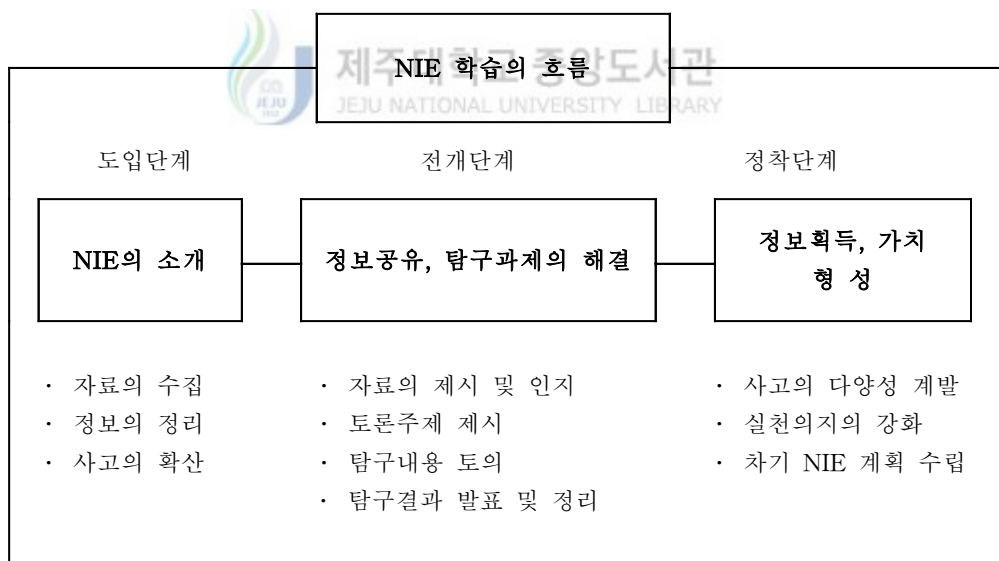 NIE 학습의 흐름
제주대학교 중앙도서관
JEJU NATIONAL UNIVERSITY LIBRARY
JEJU
1952
도입단계 전개단계 정착단계
NIE의 소개
정보공유, 탐구과제의 해결
정보획득, 가치
형 성
· 자료의 수집
· 정보의 정리
· 사고의 확산
· 자료의 제시 및 인지
· 토론주제 제시
· 탐구내용 토의
· 탐구결과 발표 및 정리
· 사고의 다양성 계발
· 실천의지의 강화
· 차기 NIE 계획 수립